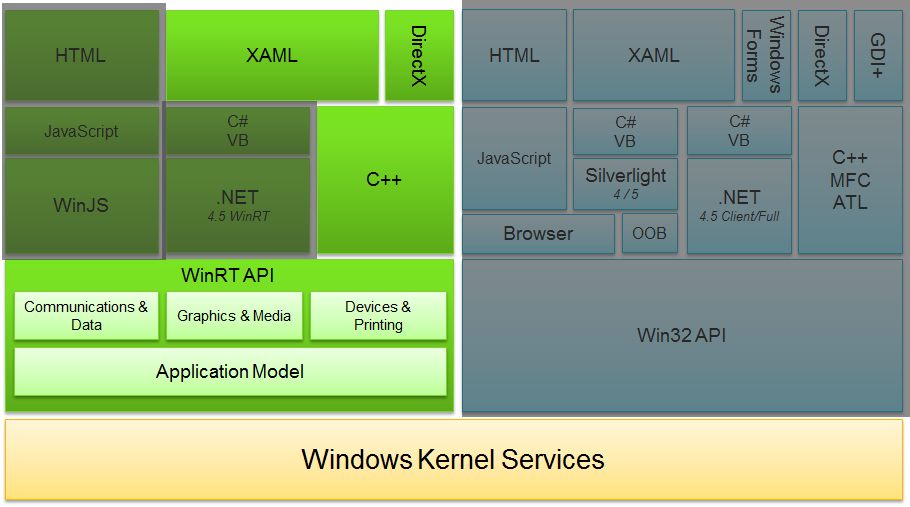 HTML
XAML
DirectX
JavaScript
C#
VB
WinJS
.NET
4.5 WinRT
C++
WinRT API
Communications &
Data
Graphics & Media
Devices &
Printing
Application Model
HTML
XAML
Windows
Forms
DirectX
GDI+
JavaScript
C#
VB
Silverlight
4 / 5
Browser
OOB
C#
VB
.NET
4.5 Client/Full
C++
MFC
ATL
Win32 API
Windows Kernel Services